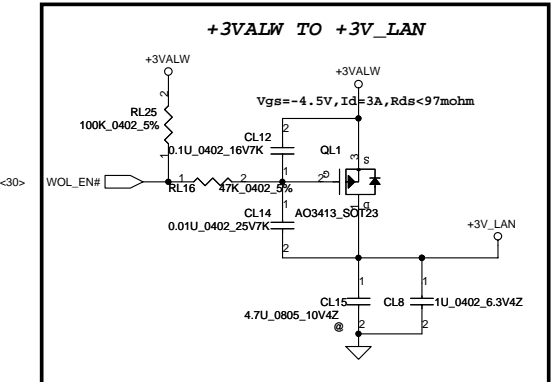 +3VALW TO +3V_LAN
+3VALW
+3VALW
Vgs=-4.5V,Id=3A,Rds<97mohm
2
RL25
100K_0402_5%
1
CL12
0.1U_0402_16V7K
2
1
QL1
3
S
G
2
D
1
AO3413_SOT23
<30>
WOL_EN#
1
RL16
2
47K_0402_5%
1
CL14
0.01U_0402_25V7K
2
+3V_LAN
1
CL15
4.7U_0805_10V4Z
@
2
1
CL8
1U_0402_6.3V4Z
2